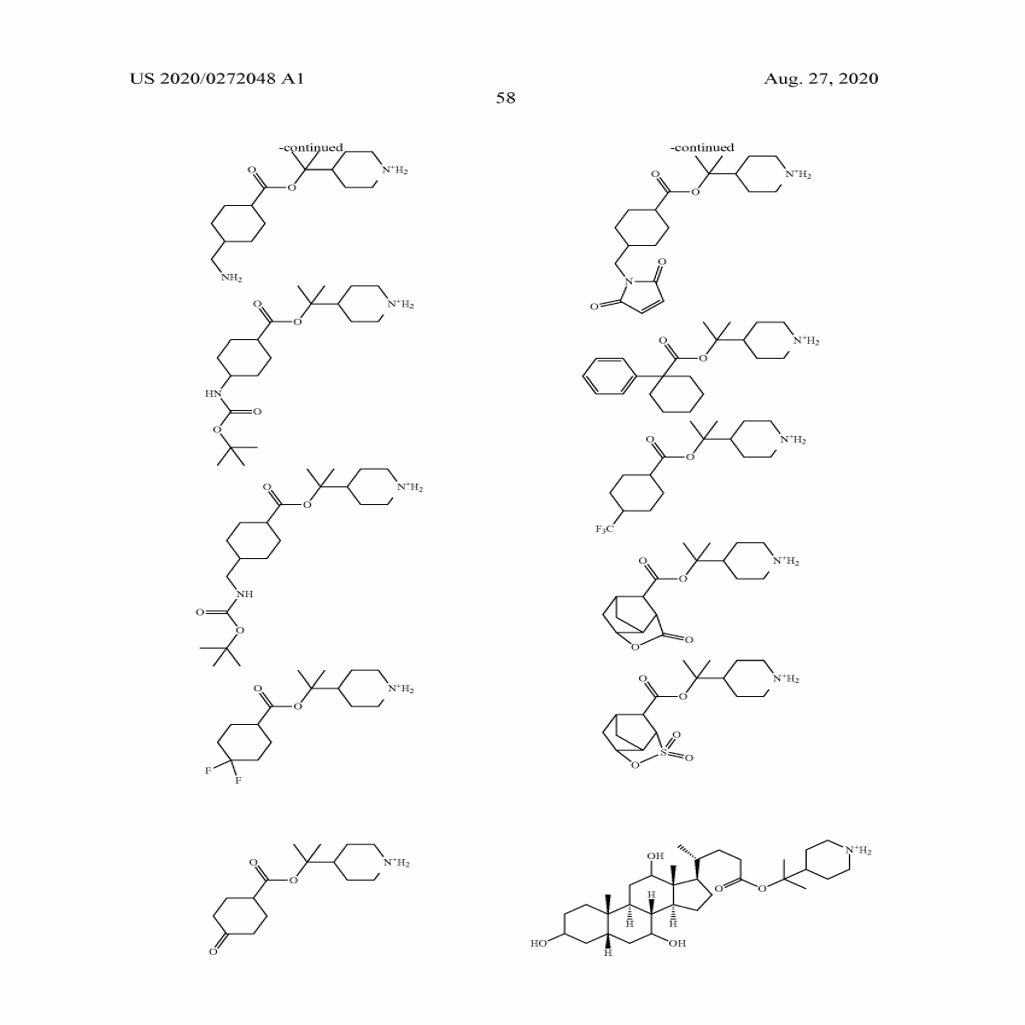 US 2020/0272048 A1
Aug. 27, 2020
58
-continued
O
O
N⁺H₂
NH₂
O
O
N⁺H₂
HN
O
O
O
O
N⁺H₂
NH
O
O
O
O
N⁺H₂
F
F
O
O
N⁺H₂
O
-continued
O
O
N⁺H₂
N
O
O
O
O
N⁺H₂
O
O
N⁺H₂
F₃C
O
O
N⁺H₂
O
O
O
O
N⁺H₂
O
S
O
O
OH
N⁺H₂
O
O
H
H
H
HO
OH
H